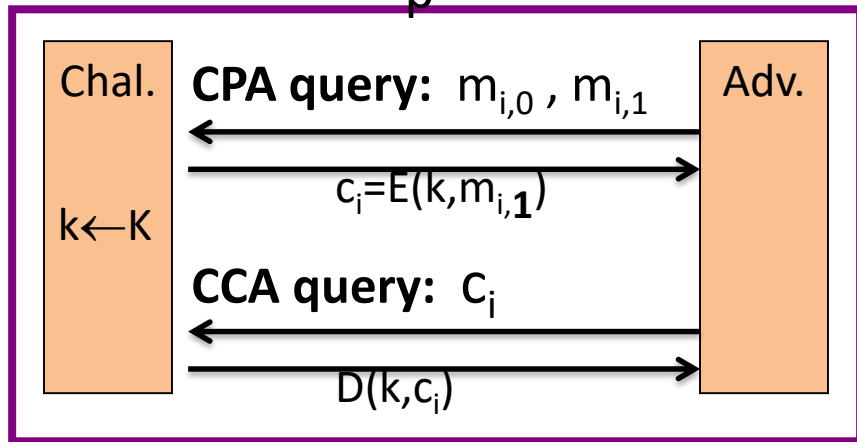 p
Chal.
CPA query: m_{i,0} , m_{i,1}
Adv.
c_i=E(k,m_{i,1})
k←K
CCA query: c_i
D(k,c_i)